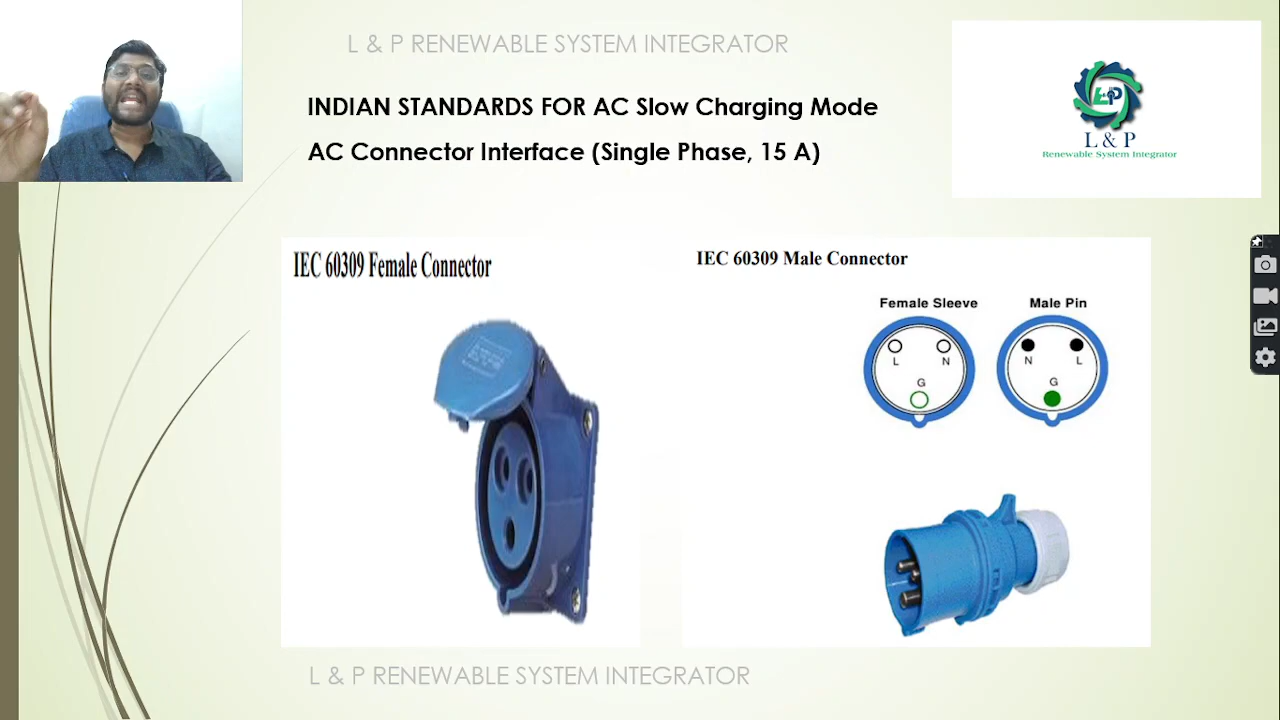 L & P RENEWABLE SYSTEM INTEGRATOR
INDIAN STANDARDS FOR AC Slow Charging Mode
AC Connector Interface (Single Phase, 15 A)
L&P
L & P
Renewable System Integrator
IEC 60309 Female Connector
IEC 60309 Male Connector
Female Sleeve
Male Pin
L
N
G
N
L
G
L & P RENEWABLE SYSTEM INTEGRATOR